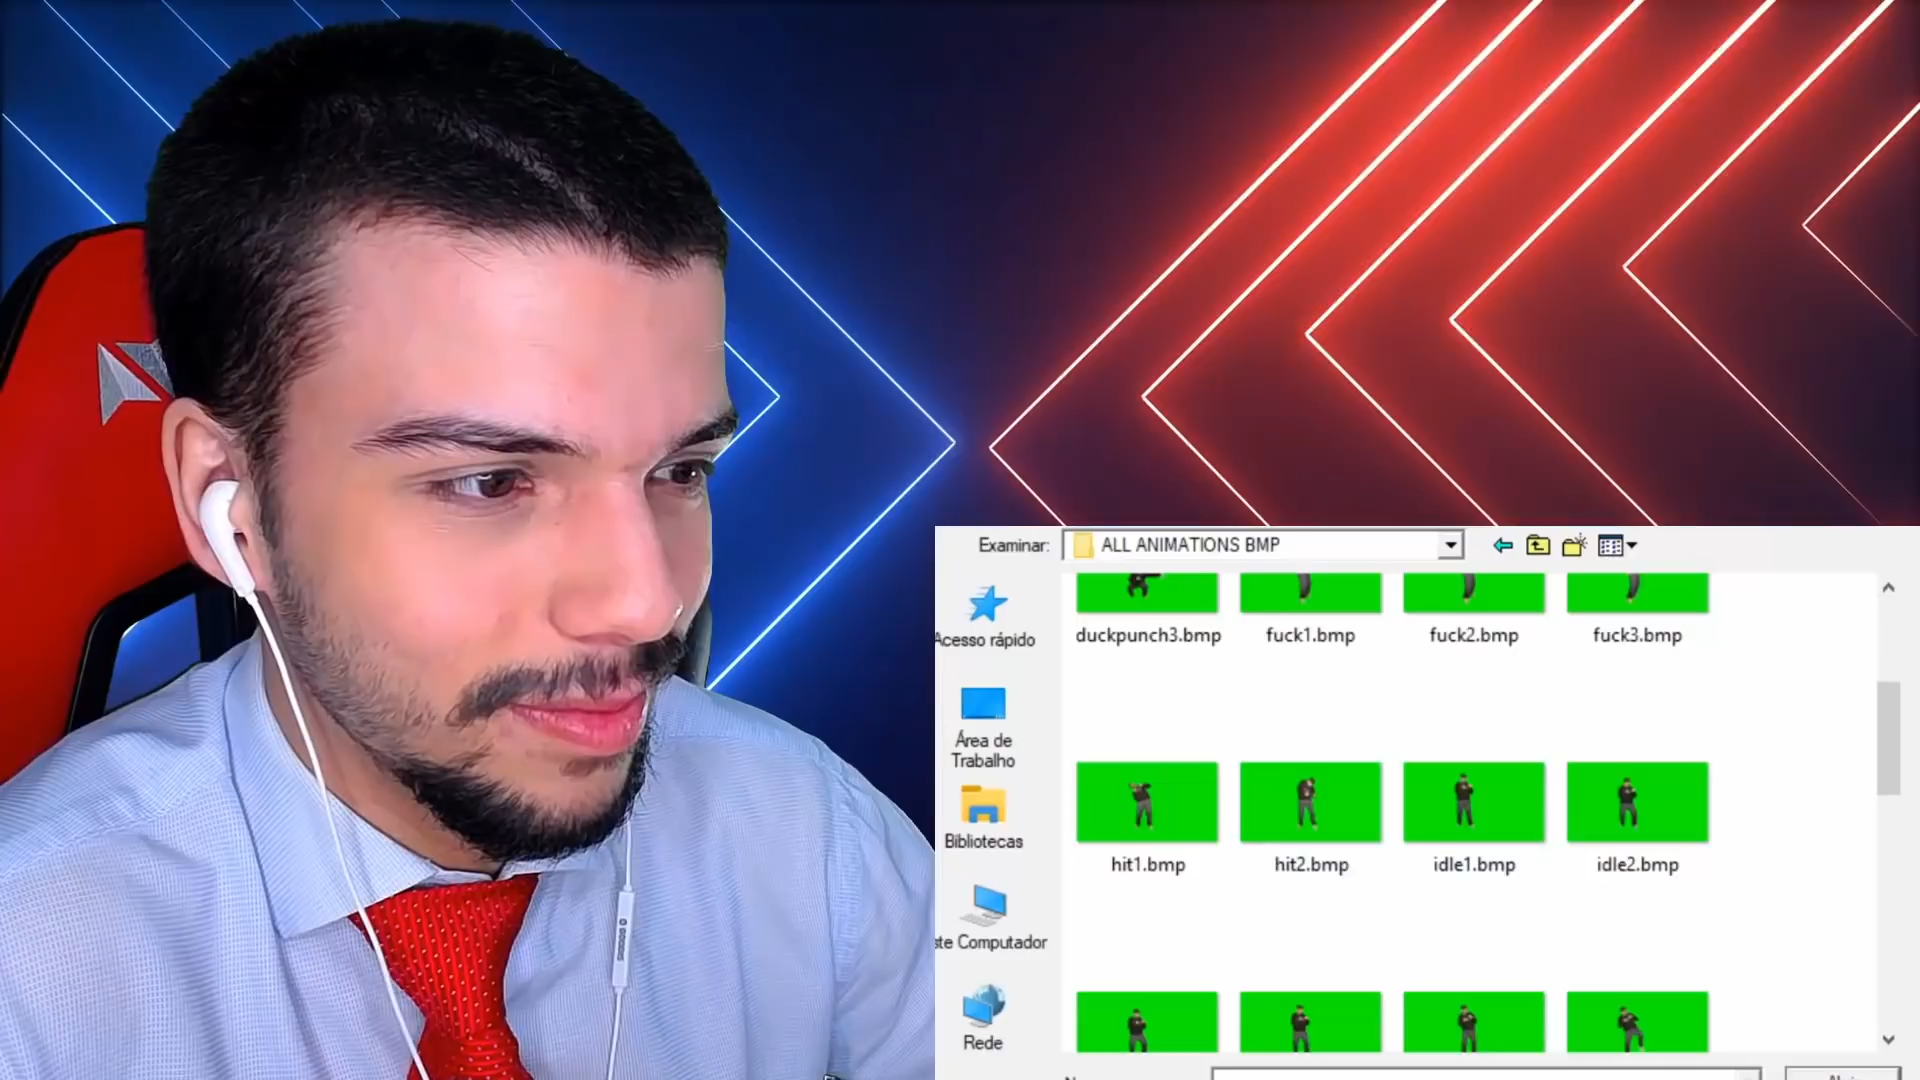 Examinar: ALL ANIMATIONS BMP
Acesso rápido
Área de
Trabalho
Bibliotecas
ste Computador
Rede
duckpunch3.bmp fuck1.bmp fuck2.bmp fuck3.bmp
hit1.bmp hit2.bmp idle1.bmp idle2.bmp